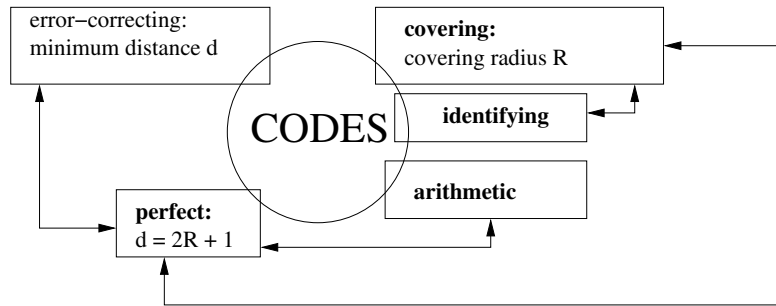 error−correcting:
minimum distance d
covering:
covering radius R
CODES
identifying
arithmetic
perfect:
d = 2R + 1